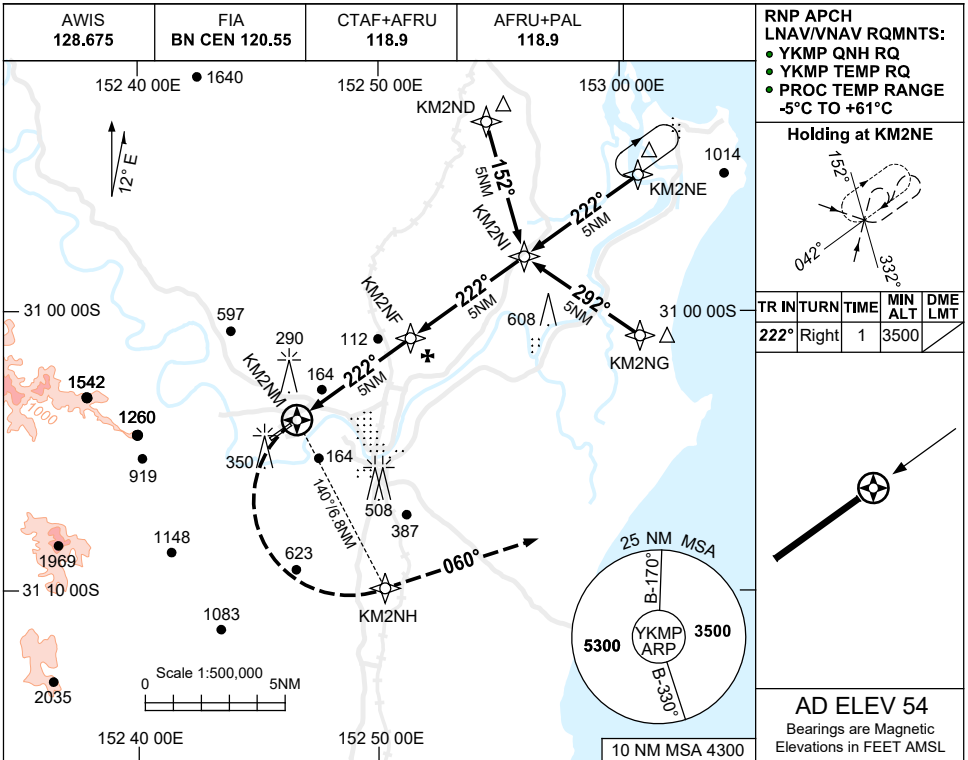 AWIS
128.675
FIA
BN CEN 120.55
CTAF+AFRU
118.9
AFRU+PAL
118.9
RNP APCH
LNAV/VNAV RQMNTS:
YKMP QNH RQ
YKMP TEMP RQ
PROC TEMP RANGE
-5°C TO +61°C
152 40 00E
1640
152 50 00E
153 00 00E
KM2ND
12° E
152°
5NM
1014
KM2NE
222°
5NM
KM2NI
Holding at KM2NE
152°
042°
332°
TR IN
TURN
TIME
MIN
ALT
DME
LMT
222°
Right
1
3500
31 00 00S
597
290
KM2NF
222°
5NM
292°
5NM
608
31 00 00S
KM2NG
112
KM2NM
222°
5NM
164
1542
1000
1260
919
350
164
140°/6.8NM
508
387
1969
1148
623
060°
31 10 00S
KM2NH
1083
2035
Scale 1:500,000
0
5NM
25 NM MSA
B-170°
5300
YKMP
ARP
3500
B-330°
152 40 00E
152 50 00E
10 NM MSA 4300
AD ELEV 54
Bearings are Magnetic
Elevations in FEET AMSL